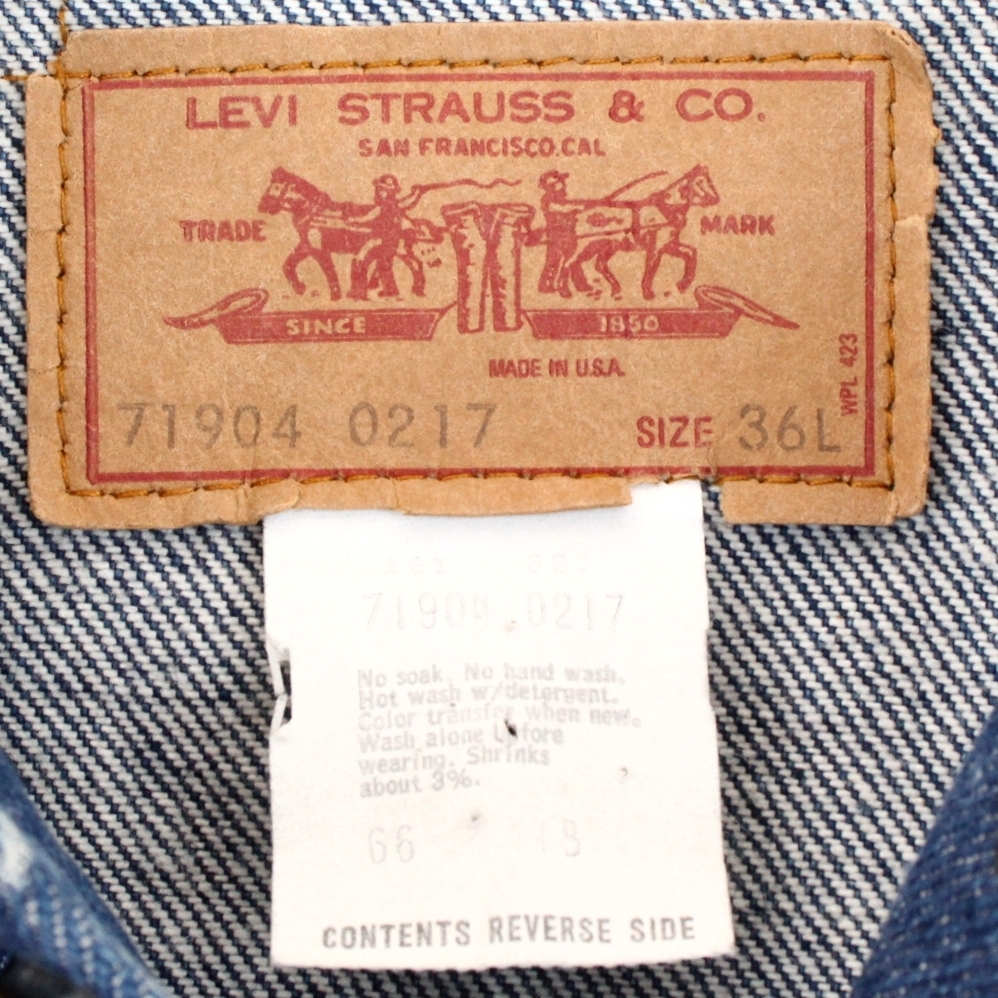 LEVI STRAUSS & CO.
SAN FRANCISCO.CAL
TRADE MARK
SINCE 1850
MADE IN U.S.A.
WPL 423
71904 0217 SIZE 36L
71904 0217
No soak. No hand wash.
Hot wash w/detergent.
Color transfer when new.
Wash alone before
wearing. Shrinks
about 3%.
66
CONTENTS REVERSE SIDE